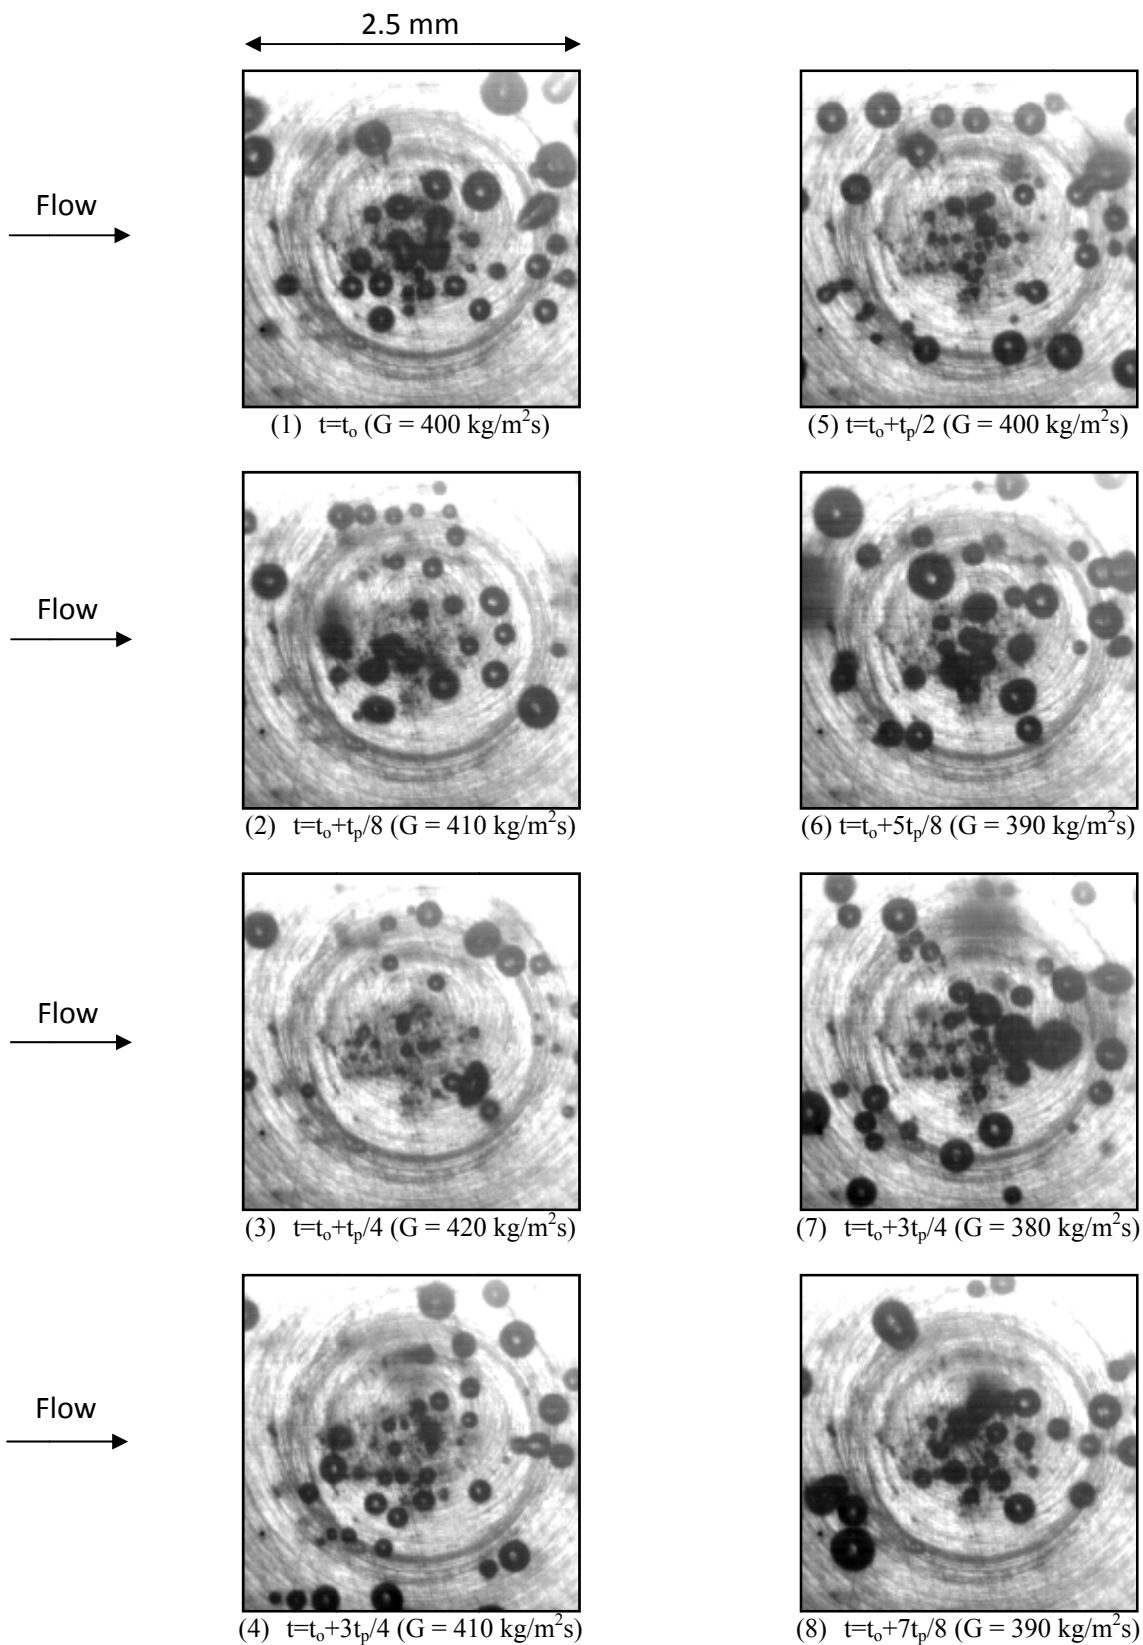 2.5 mm
Flow
(1) t=tₒ (G = 400 kg/m²s)
(5) t=tₒ+tₚ/2 (G = 400 kg/m²s)
Flow
(2) t=tₒ+tₚ/8 (G = 410 kg/m²s)
(6) t=tₒ+5tₚ/8 (G = 390 kg/m²s)
Flow
(3) t=tₒ+tₚ/4 (G = 420 kg/m²s)
(7) t=tₒ+3tₚ/4 (G = 380 kg/m²s)
Flow
(4) t=tₒ+3tₚ/4 (G = 410 kg/m²s)
(8) t=tₒ+7tₚ/8 (G = 390 kg/m²s)